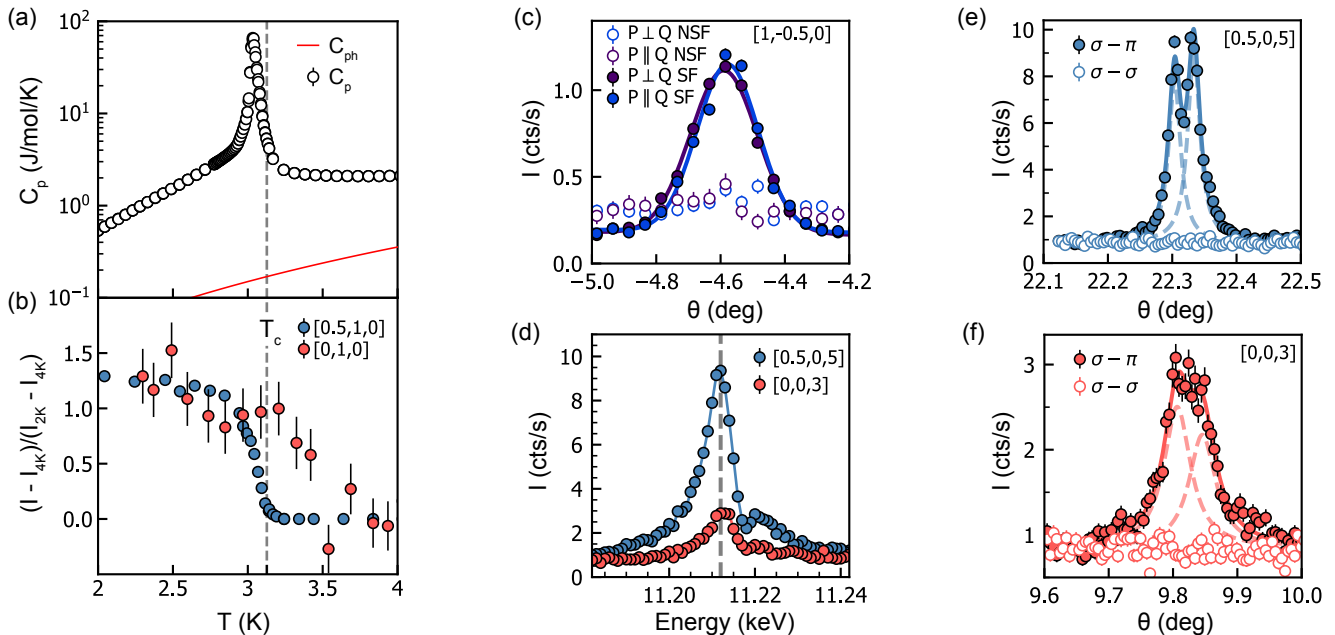 (a)
C_p (J/mol/K)
10²
10¹
10⁰
10⁻¹
C_ph
C_p
(b)
(I - I_4K)/(I_2K - I_4K)
1.5
1.0
0.5
0.0
T_c
[0.5,1,0]
[0,1,0]
2.0 2.5 3.0 3.5 4
T (K)
(c)
I (cts/s)
1.5
1.0
0.5
0.0
P ⊥ Q NSF
P ∥ Q NSF
P ⊥ Q SF
P ∥ Q SF
[1,-0.5,0]
−5.0 −4.8 −4.6 −4.4 −4.2
θ (deg)
(d)
I (cts/s)
10
8
6
4
2
0
[0.5,0,5]
[0,0,3]
11.20 11.22 11.24
Energy (keV)
(e)
I (cts/s)
10
8
6
4
2
0
σ − π
σ − σ
[0.5,0,5]
22.1 22.2 22.3 22.4 22.5
θ (deg)
(f)
I (cts/s)
3
2
1
σ − π
σ − σ
[0,0,3]
9.6 9.7 9.8 9.9 10.0
θ (deg)